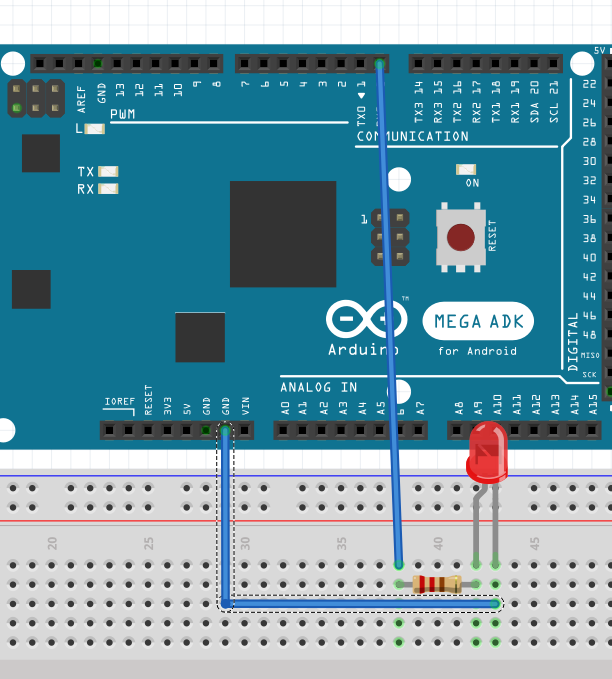 5V
AREF
GND
13
12
11
10
9
8
7
6
5
4
3
2
TX0 ◄ 1
TX3 14
RX3 15
TX2 16
RX2 17
TX1 18
RX1 19
SDA 20
SCL 21
22
24
26
28
30
32
34
36
38
40
42
44
46
48
MISO
SCK
L
PWM
COMMUNICATION
TX
RX
ON
1
RESET
™
MEGA ADK
Arduino
for Android
DIGITAL
ANALOG IN
IOREF
RESET
3V3
5V
GND
GND
VIN
A0
A1
A2
A3
A4
A5
6
A7
A8
A9
A10
A11
A12
A13
A14
A15
20
25
30
35
40
45